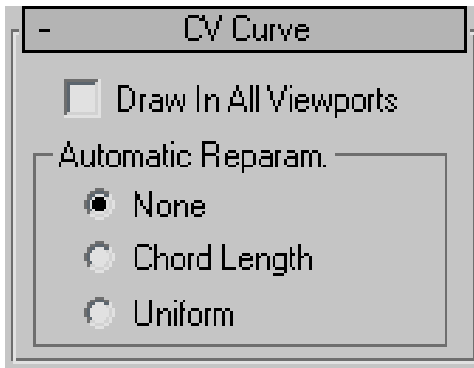 - CV Curve
Draw In All Viewports
Automatic Reparam.
None
Chord Length
Uniform